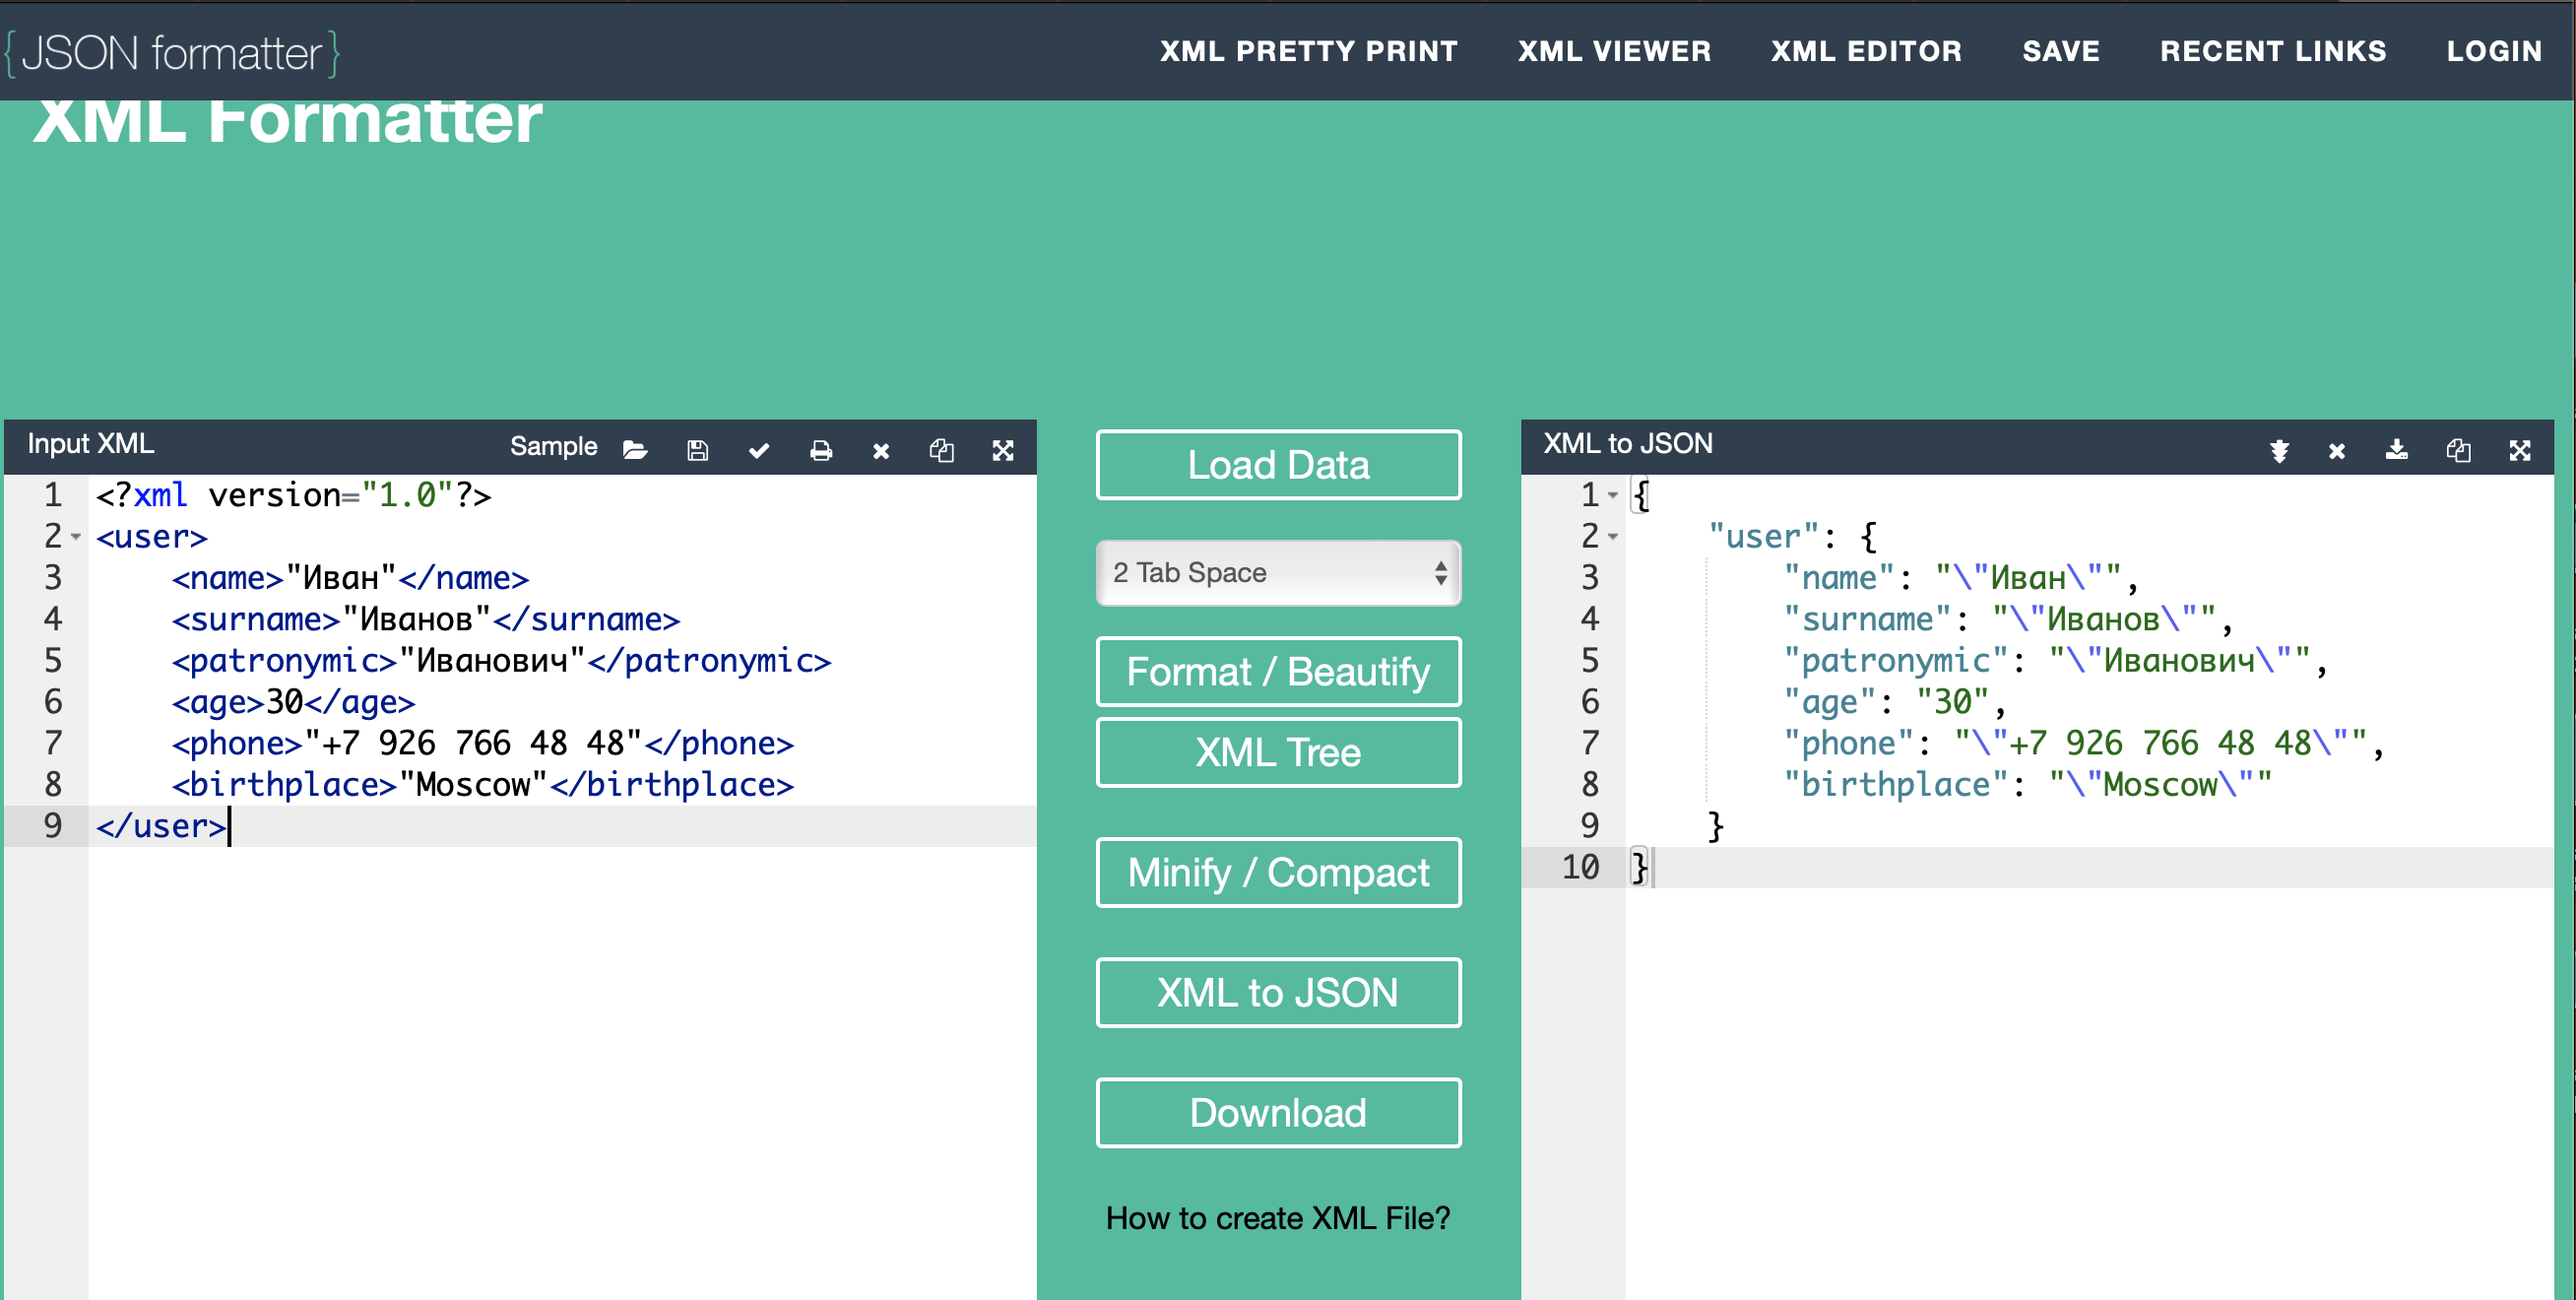 {JSON formatter}
XML PRETTY PRINT XML VIEWER XML EDITOR SAVE RECENT LINKS LOGIN
XML Formatter
Input XML Sample
1 <?xml version="1.0"?>
2 <user>
3 <name>"Иван"</name>
4 <surname>"Иванов"</surname>
5 <patronymic>"Иванович"</patronymic>
6 <age>30</age>
7 <phone>"+7 926 766 48 48"</phone>
8 <birthplace>"Moscow"</birthplace>
9 </user>
Load Data
2 Tab Space
Format / Beautify
XML Tree
Minify / Compact
XML to JSON
Download
How to create XML File?
XML to JSON
1 {
2 "user": {
3 "name": "\"Иван\"",
4 "surname": "\"Иванов\"",
5 "patronymic": "\"Иванович\"",
6 "age": "30",
7 "phone": "\"+7 926 766 48 48\"",
8 "birthplace": "\"Moscow\""
9 }
10 }